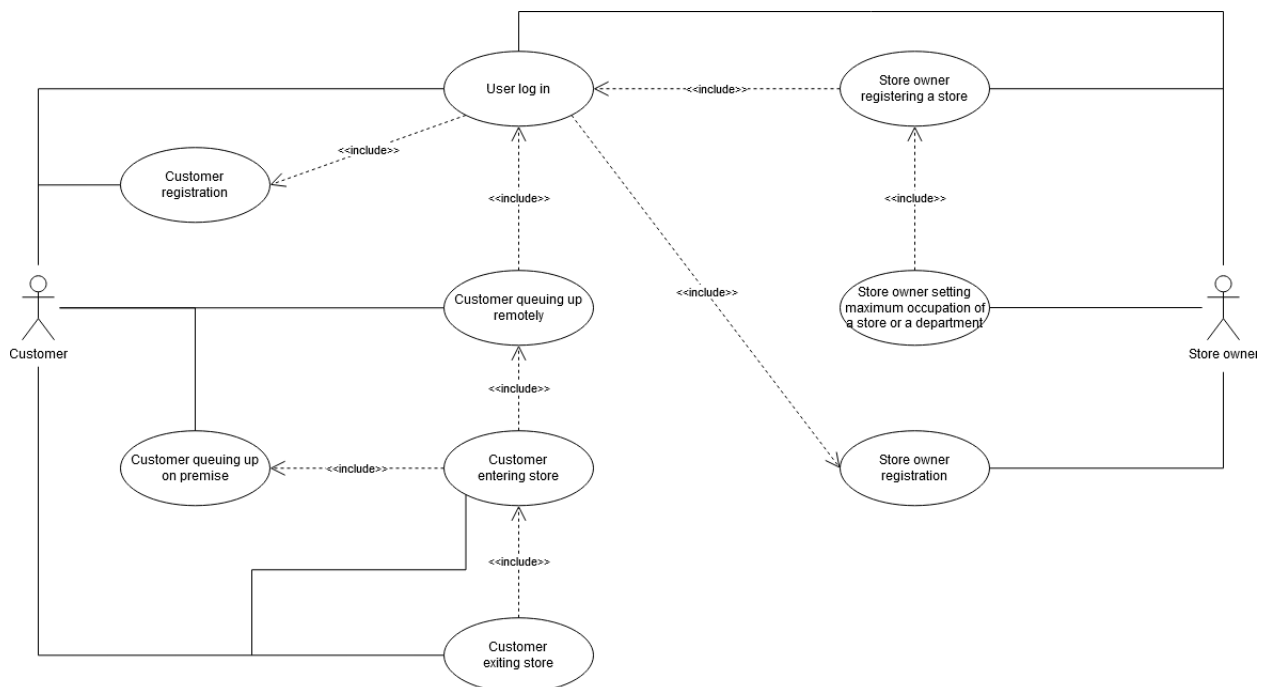 User log in
Store owner
registering a store
<<include>>
<<include>>
Customer
registration
<<include>>
<<include>>
Customer queuing up
remotely
Store owner setting
maximum occupation of
a store or a department
<<include>>
Customer
Store owner
<<include>>
Customer queuing up
on premise
<<include>>
Customer
entering store
Store owner
registration
<<include>>
Customer
exiting store